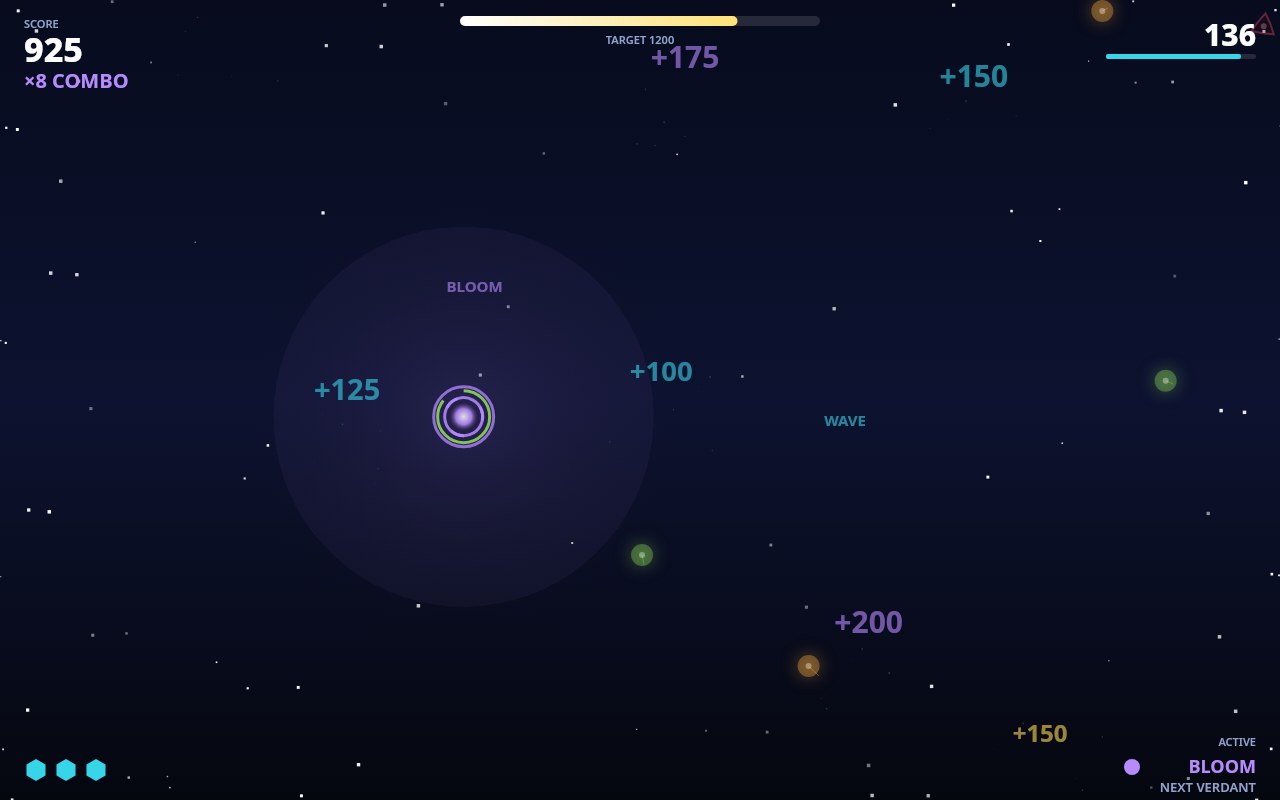 SCORE
925
×8 COMBO
TARGET 1200
136
+175
+150
BLOOM
+125
+100
WAVE
+200
+150
ACTIVE
BLOOM
NEXT VERDANT